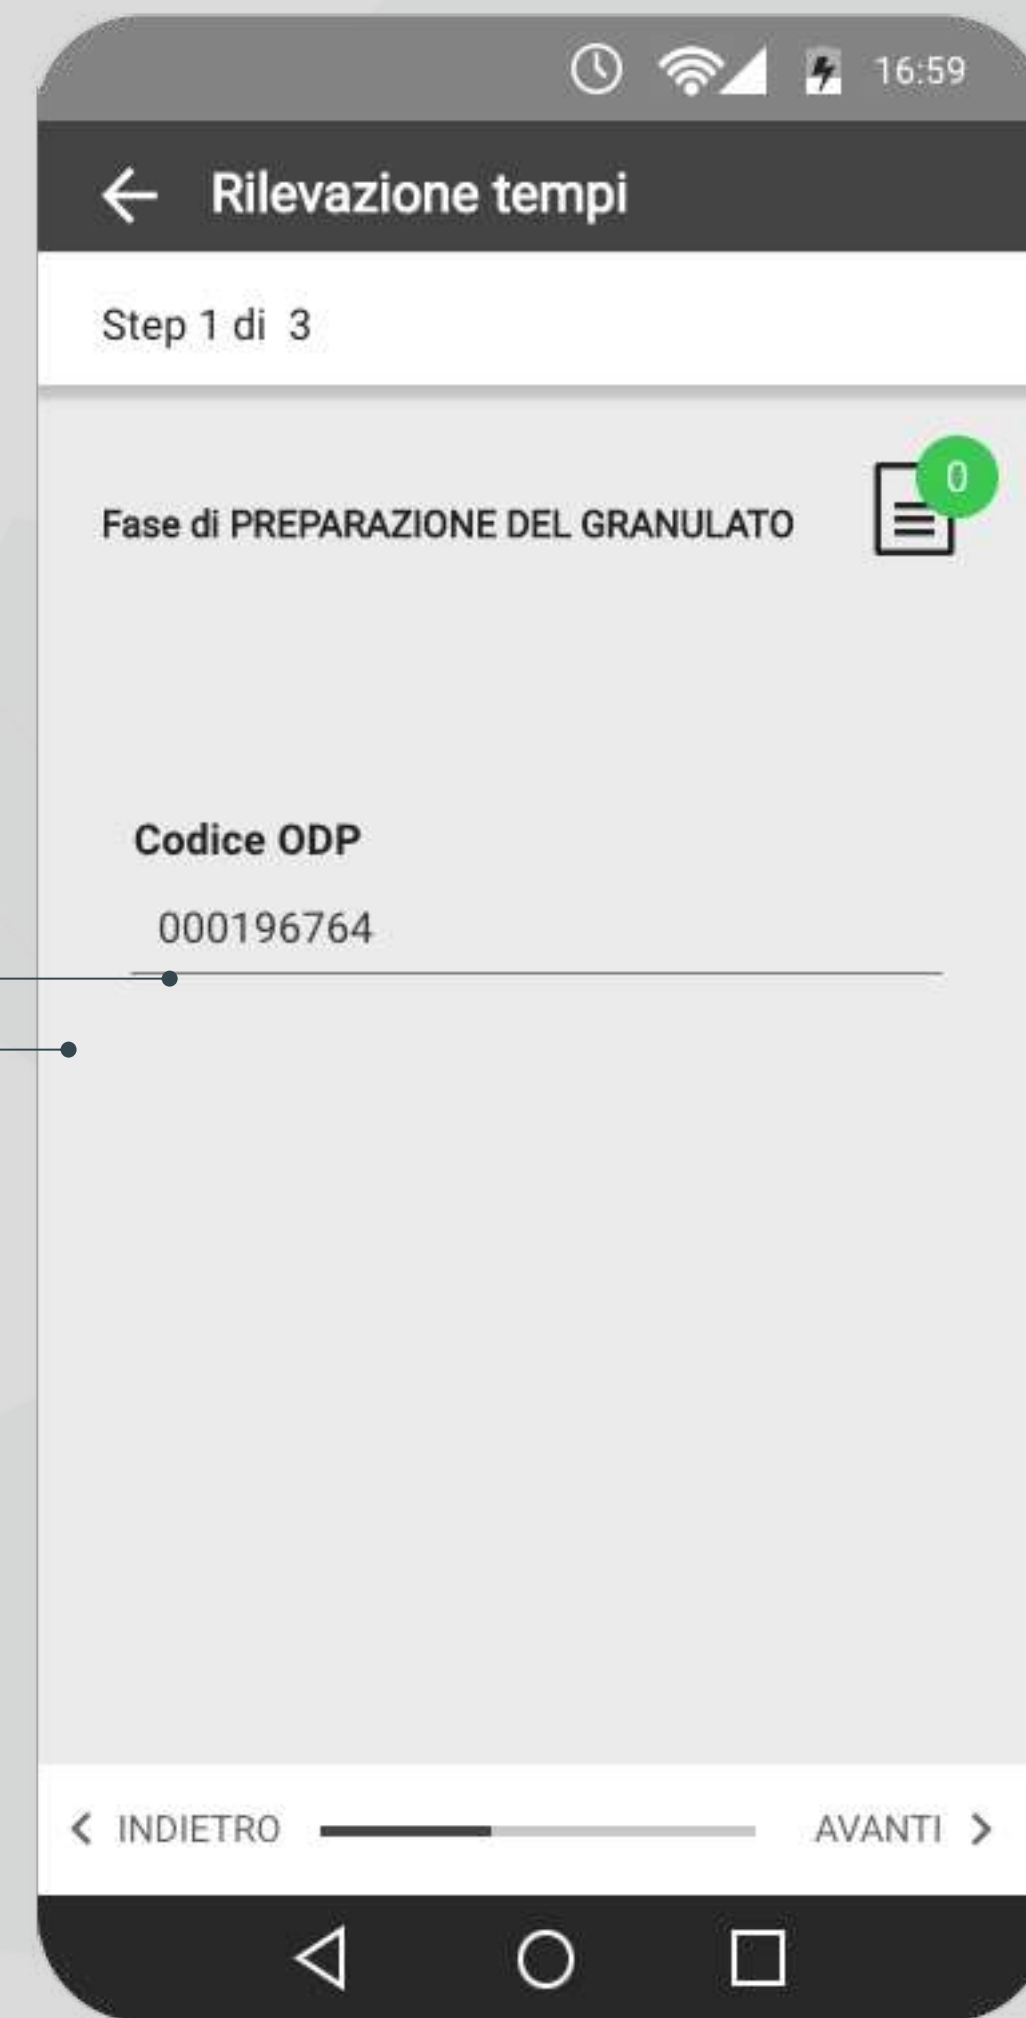 16:59
Rilevazione tempi
Step 1 di 3
0
Fase di PREPARAZIONE DEL GRANULATO
Codice ODP
000196764
INDIETRO
AVANTI